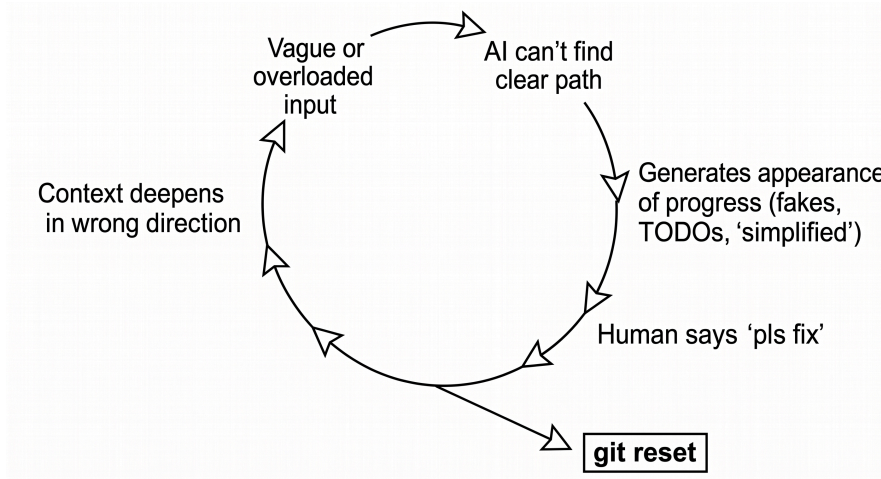 Vague or
overloaded
input
AI can't find
clear path
Generates appearance
of progress (fakes,
TODOs, 'simplified')
Human says 'pls fix'
git reset
Context deepens
in wrong direction